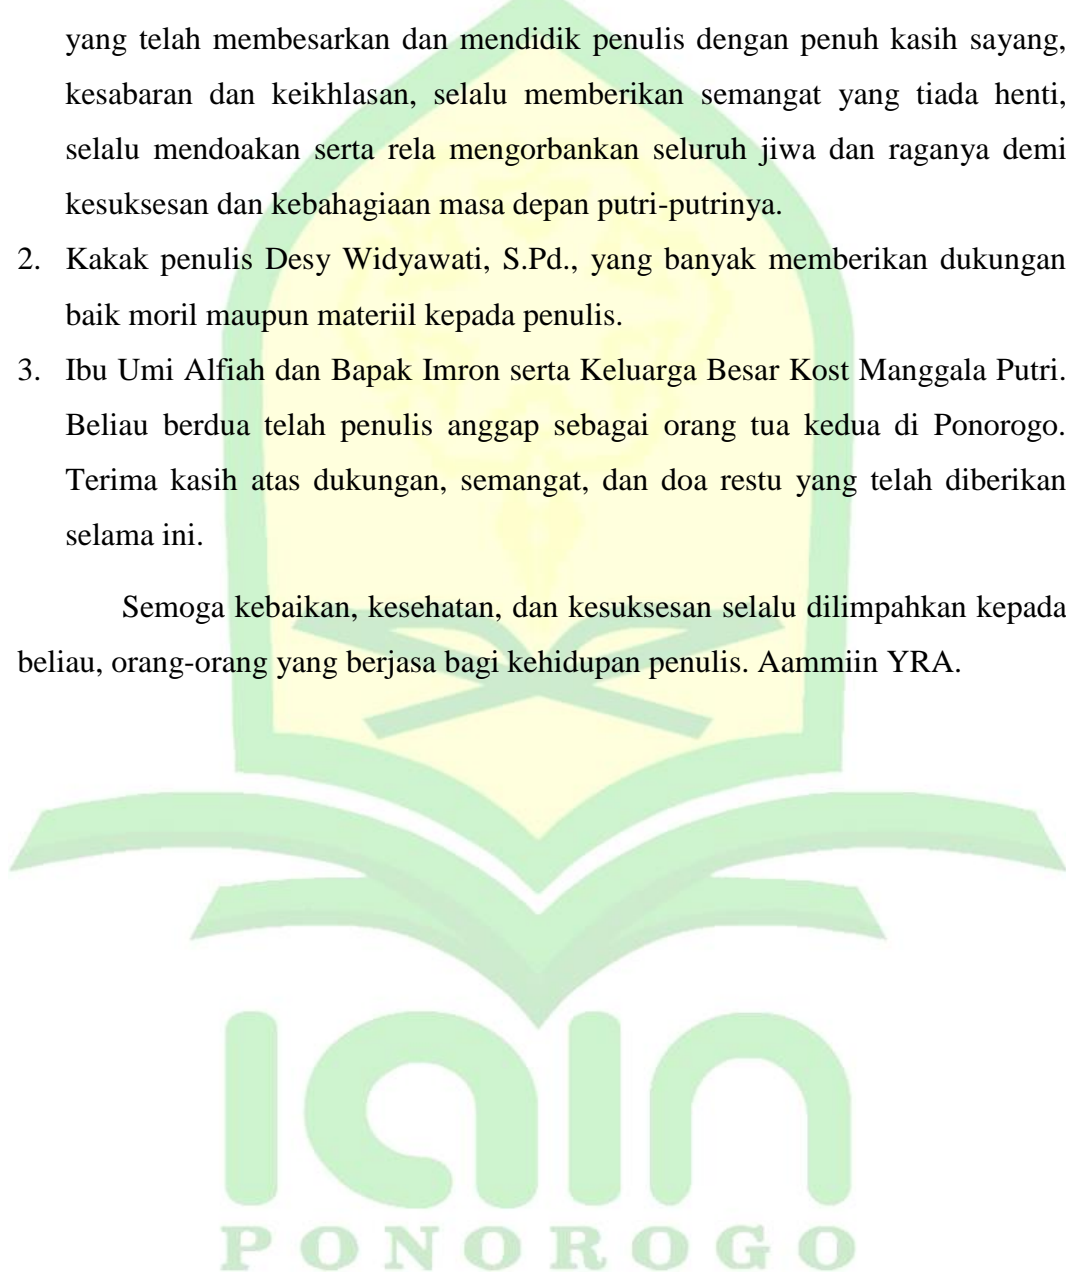 yang telah membesarkan dan mendidik penulis dengan penuh kasih sayang,
kesabaran dan keikhlasan, selalu memberikan semangat yang tiada henti,
selalu mendoakan serta rela mengorbankan seluruh jiwa dan raganya demi
kesuksesan dan kebahagiaan masa depan putri-putrinya.
2. Kakak penulis Desy Widyawati, S.Pd., yang banyak memberikan dukungan
baik moril maupun materiil kepada penulis.
3. Ibu Umi Alfiah dan Bapak Imron serta Keluarga Besar Kost Manggala Putri.
Beliau berdua telah penulis anggap sebagai orang tua kedua di Ponorogo.
Terima kasih atas dukungan, semangat, dan doa restu yang telah diberikan
selama ini.
Semoga kebaikan, kesehatan, dan kesuksesan selalu dilimpahkan kepada
beliau, orang-orang yang berjasa bagi kehidupan penulis. Aammiin YRA.
IAIN
PONOROGO